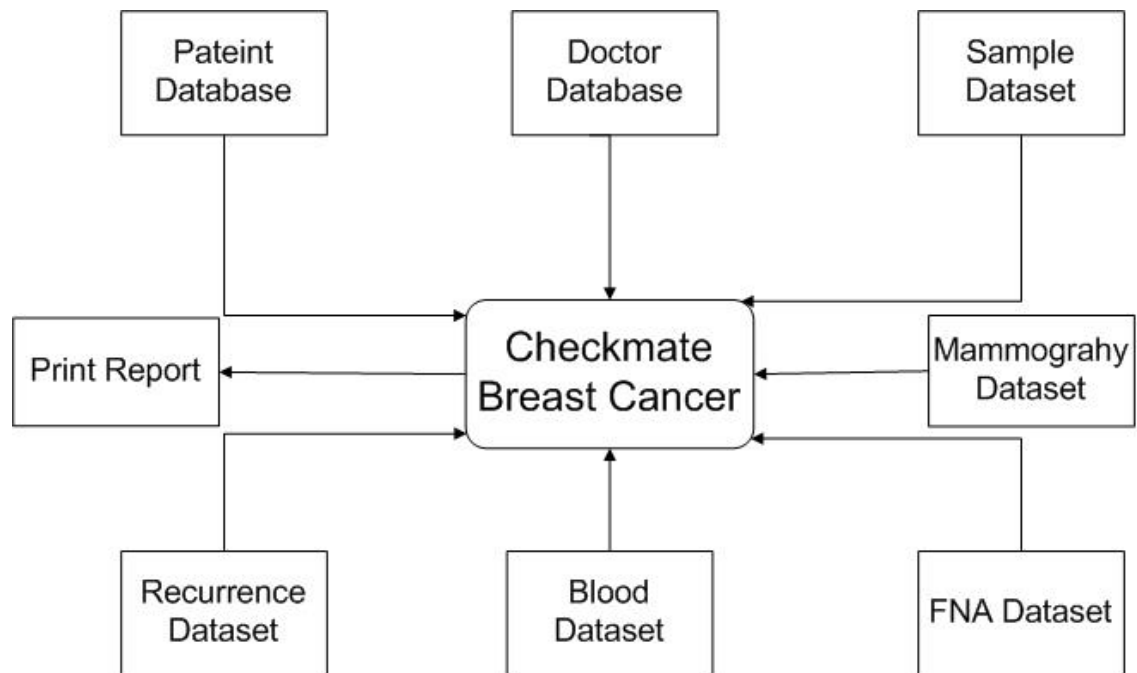 Pateint
Database
Doctor
Database
Sample
Dataset
Print Report
Checkmate
Breast Cancer
Mammograhy
Dataset
Recurrence
Dataset
Blood
Dataset
FNA Dataset